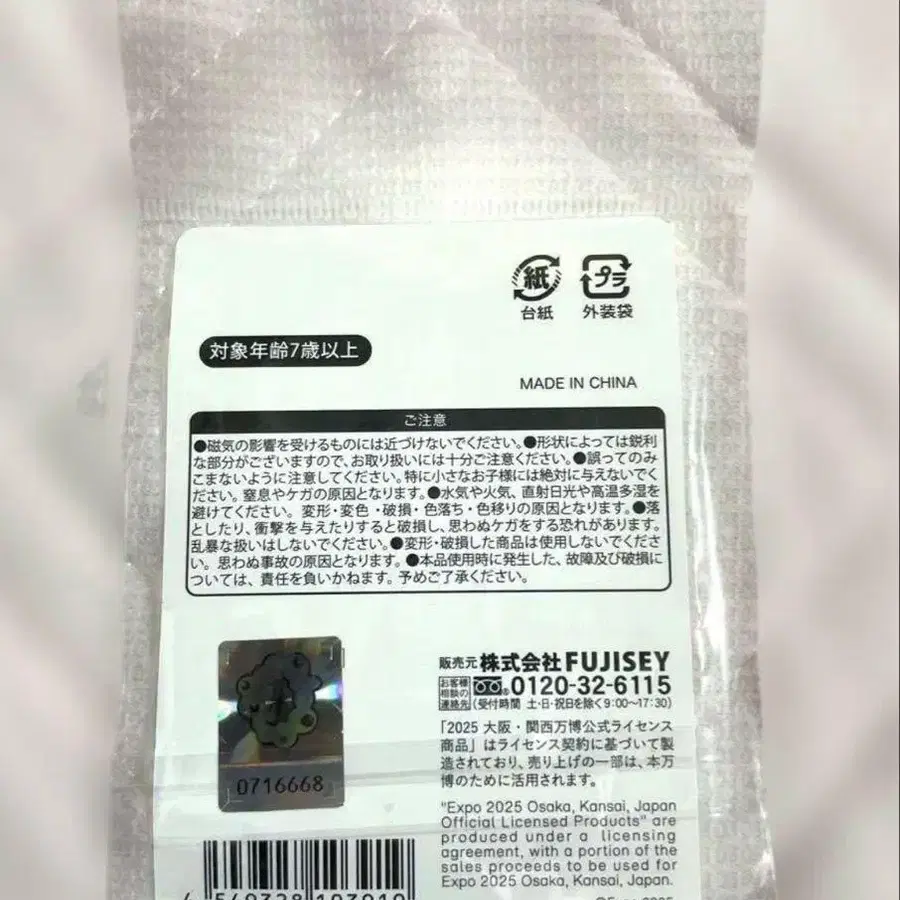 紙 プラ
台紙 外装袋
対象年齢7歳以上
MADE IN CHINA
ご注意
●磁気の影響を受けるものには近づけないでください。●形状によっては鋭利
な部分がございますので、お取り扱いには十分ご注意ください。●誤ってのみ
こまないように注意してください。特に小さなお子様には絶対に与えないでく
ださい。窒息やケガの原因となります。●水気や火気、直射日光や高温多湿を
避けてください。変形・変色・破損・色落ち・色移りの原因となります。●落
としたり、衝撃を与えたりすると破損し、思わぬケガをする恐れがあります。
乱暴な扱いはしないでください。●変形・破損した商品は使用しないでくださ
い。思わぬ事故の原因となります。●本品使用時に発生した、故障及び破損に
ついては、責任を負いかねます。予めご了承ください。
販売元 株式会社FUJISEY
お客様相談の連絡先 0120-32-6115
(受付時間 土・日・祝日を除く9:00〜17:30)
「2025 大阪・関西万博公式ライセンス
商品」はライセンス契約に基づいて製
造されており、売り上げの一部は、本万
博のために活用されます。
0716668
"Expo 2025 Osaka, Kansai, Japan
Official Licensed Products" are
produced under a licensing
agreement, with a portion of the
sales proceeds to be used for
Expo 2025 Osaka, Kansai, Japan.